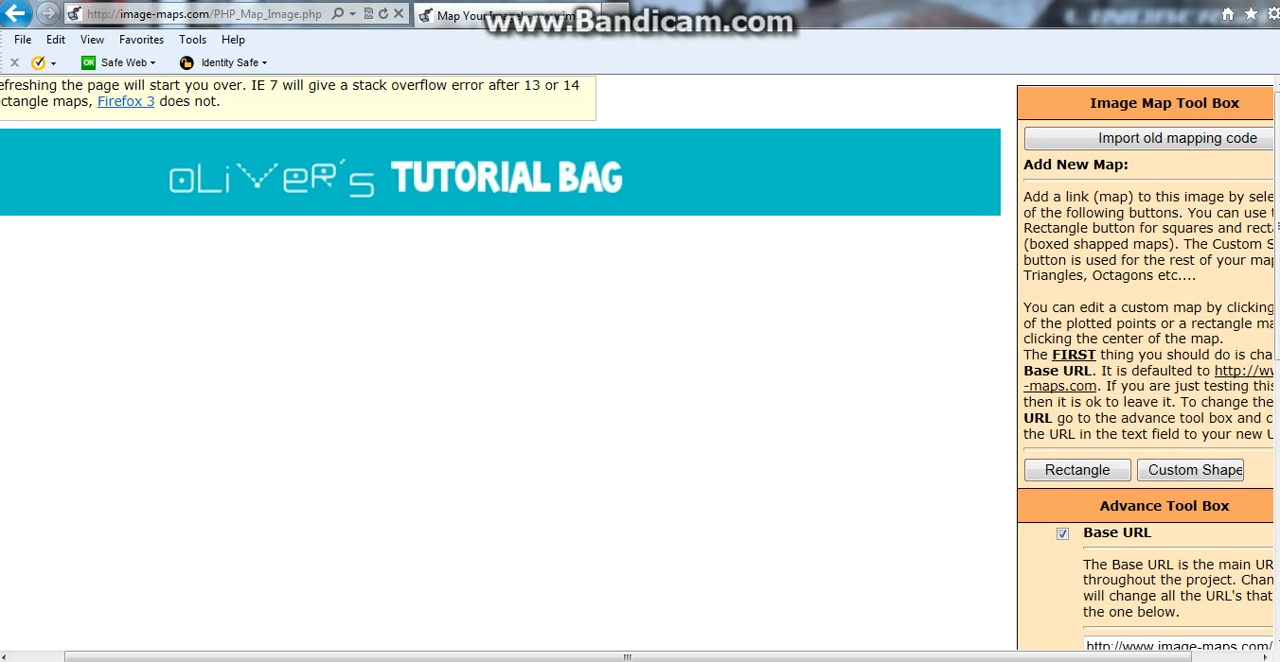 http://image-maps.com/PHP_Map_Image.php
Map Your
www.Bandicam.com
File Edit View Favorites Tools Help
x OK Safe Web Identity Safe
efreshing the page will start you over. IE 7 will give a stack overflow error after 13 or 14
ectangle maps, Firefox 3 does not.
OLiVeR's TUTORIAL BAG
Image Map Tool Box
Import old mapping code
Add New Map:
Add a link (map) to this image by sele
of the following buttons. You can use
Rectangle button for squares and rect
(boxed shapped maps). The Custom S
button is used for the rest of your map
Triangles, Octagons etc....
You can edit a custom map by clicking
of the plotted points or a rectangle ma
clicking the center of the map.
The FIRST thing you should do is cha
Base URL. It is defaulted to http://ww
-maps.com. If you are just testing this
then it is ok to leave it. To change the
URL go to the advance tool box and c
the URL in the text field to your new U
Rectangle Custom Shape
Advance Tool Box
Base URL
The Base URL is the main UR
throughout the project. Chan
will change all the URL's that
the one below.
http://www.image-maps.com/